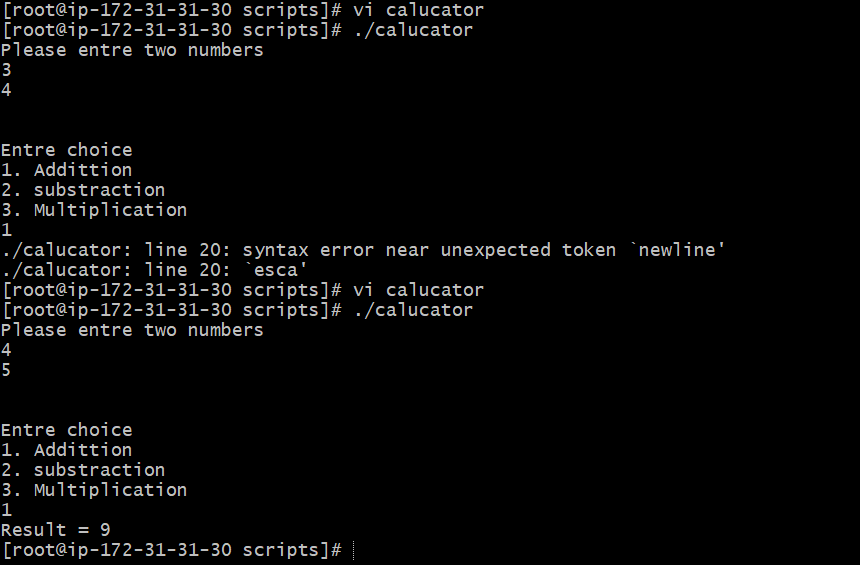 [root@ip-172-31-31-30 scripts]# vi calucator
[root@ip-172-31-31-30 scripts]# ./calucator
Please entre two numbers
3
4
Entre choice
1. Addittion
2. substraction
3. Multiplication
1
./calucator: line 20: syntax error near unexpected token `newline'
./calucator: line 20: `esca'
[root@ip-172-31-31-30 scripts]# vi calucator
[root@ip-172-31-31-30 scripts]# ./calucator
Please entre two numbers
4
5
Entre choice
1. Addittion
2. substraction
3. Multiplication
1
Result = 9
[root@ip-172-31-31-30 scripts]#